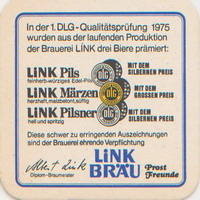 In der 1. DLG-Qualitätsprüfung 1975
wurden aus der laufenden Produktion
der Brauerei LiNK drei Biere prämiert:
LiNK Pils
feinherb-würziges Edel-Pils
MIT DEM
SILBERNEN PREIS
LiNK Märzen
herzhaft, malzbetont, süffig
MIT DEM
GROSSEN PREIS
LiNK Pilsner
hell und spritzig
MIT DEM
SILBERNEN PREIS
Diese schwer zu erringenden Auszeichnungen
sind der Brauerei ehrende Verpflichtung
Albert Link
Diplom-Braumeister
LiNK
BRÄU
Prost
Freunde